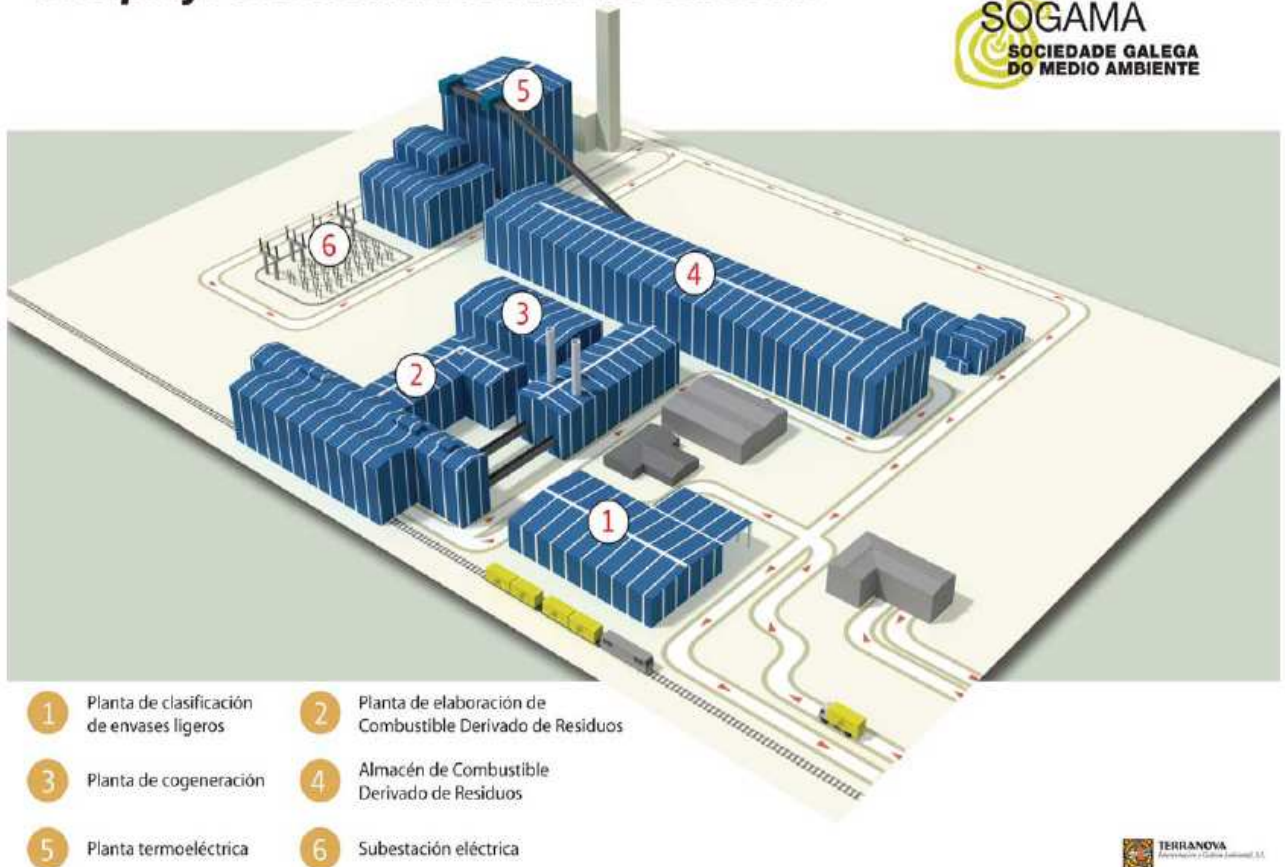 SOGAMA
SOCIEDADE GALEGA
DO MEDIO AMBIENTE
5
6
4
3
2
1
1 Planta de clasificación
de envases ligeros
2 Planta de elaboración de
Combustible Derivado de Residuos
3 Planta de cogeneración
4 Almacén de Combustible
Derivado de Residuos
5 Planta termoeléctrica
6 Subestación eléctrica
TERRANOVA